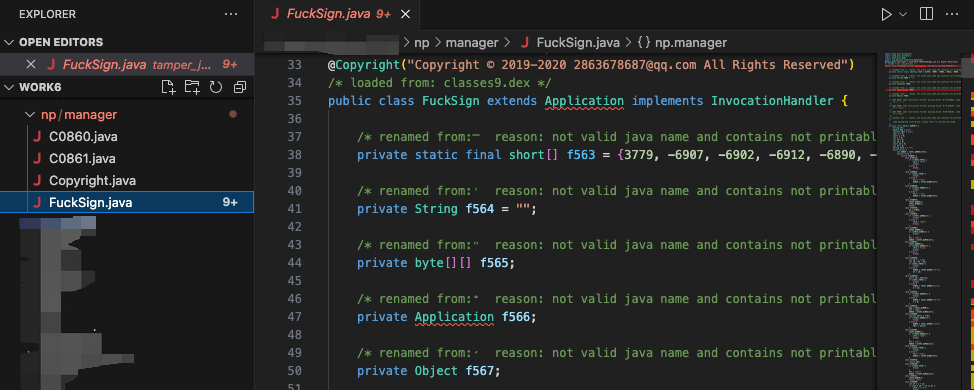 EXPLORER
OPEN EDITORS
FuckSign.java tamper_j... 9+
WORK6
np/manager
C0860.java
C0861.java
Copyright.java
FuckSign.java 9+
FuckSign.java 9+
np > manager > FuckSign.java > {} np.manager
33 @Copyright("Copyright © 2019-2020 2863678687@qq.com All Rights Reserved")
34 /* loaded from: classes9.dex */
35 public class FuckSign extends Application implements InvocationHandler {
36
37 /* renamed from: reason: not valid java name and contains not printabl
38 private static final short[] f563 = {3779, -6907, -6902, -6912, -6890, -
39
40 /* renamed from: reason: not valid java name and contains not printabl
41 private String f564 = "";
42
43 /* renamed from: reason: not valid java name and contains not printabl
44 private byte[][] f565;
45
46 /* renamed from: reason: not valid java name and contains not printabl
47 private Application f566;
48
49 /* renamed from: reason: not valid java name and contains not printabl
50 private Object f567;
51